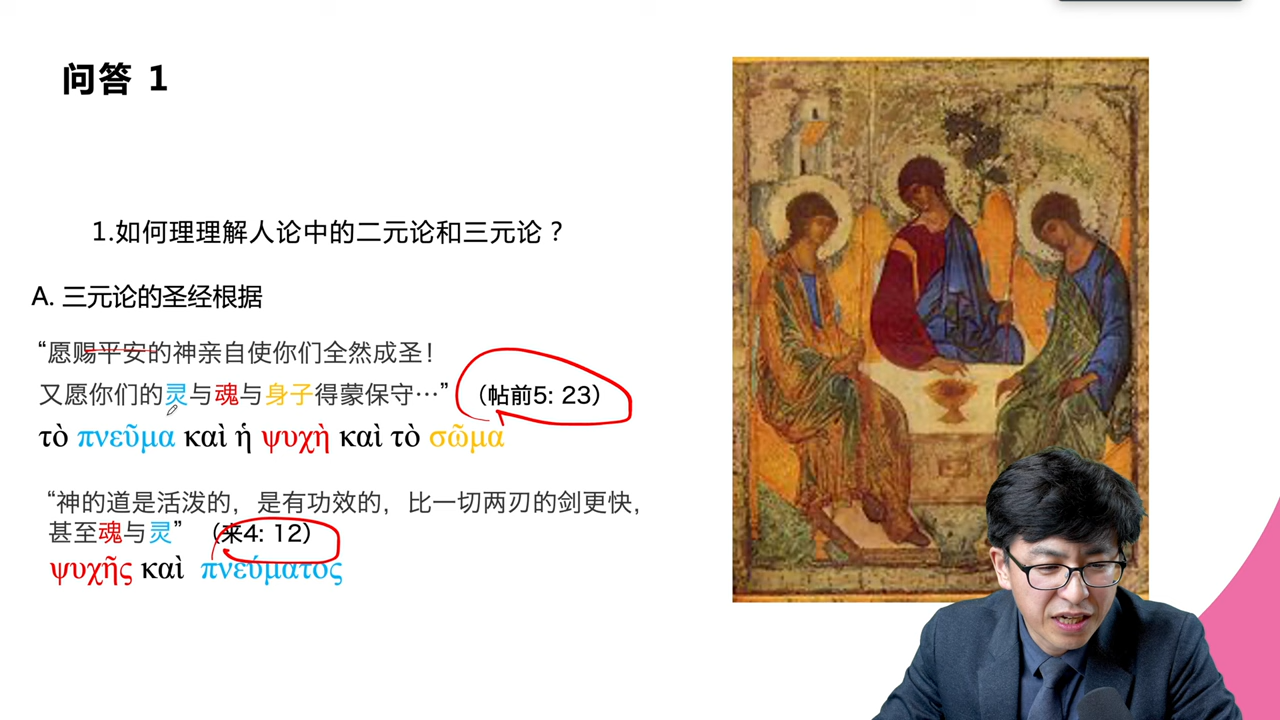 问答 1
1.如何理理解人论中的二元论和三元论？
A. 三元论的圣经根据
“愿赐平安的神亲自使你们全然成圣！
又愿你们的灵与魂与身子得蒙保守…” （帖前5: 23）
τὸ πνεῦμα καὶ ἡ ψυχὴ καὶ τὸ σῶμα
“神的道是活泼的，是有功效的，比一切两刃的剑更快，
甚至魂与灵” （来4: 12）
ψυχῆς καὶ πνεύματος